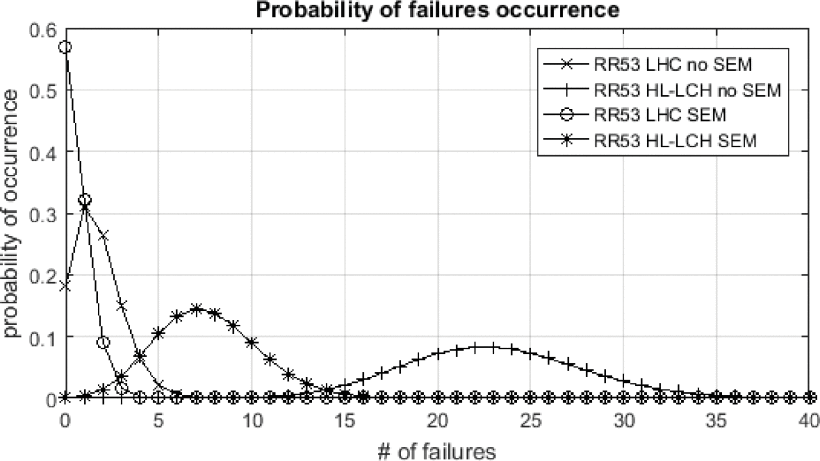 Probability of failures occurrence
0.6
0.5
0.4
0.3
0.2
0.1
0
probability of occurrence
RR53 LHC no SEM
RR53 HL-LCH no SEM
RR53 LHC SEM
RR53 HL-LCH SEM
0 5 10 15 20 25 30 35 40
# of failures